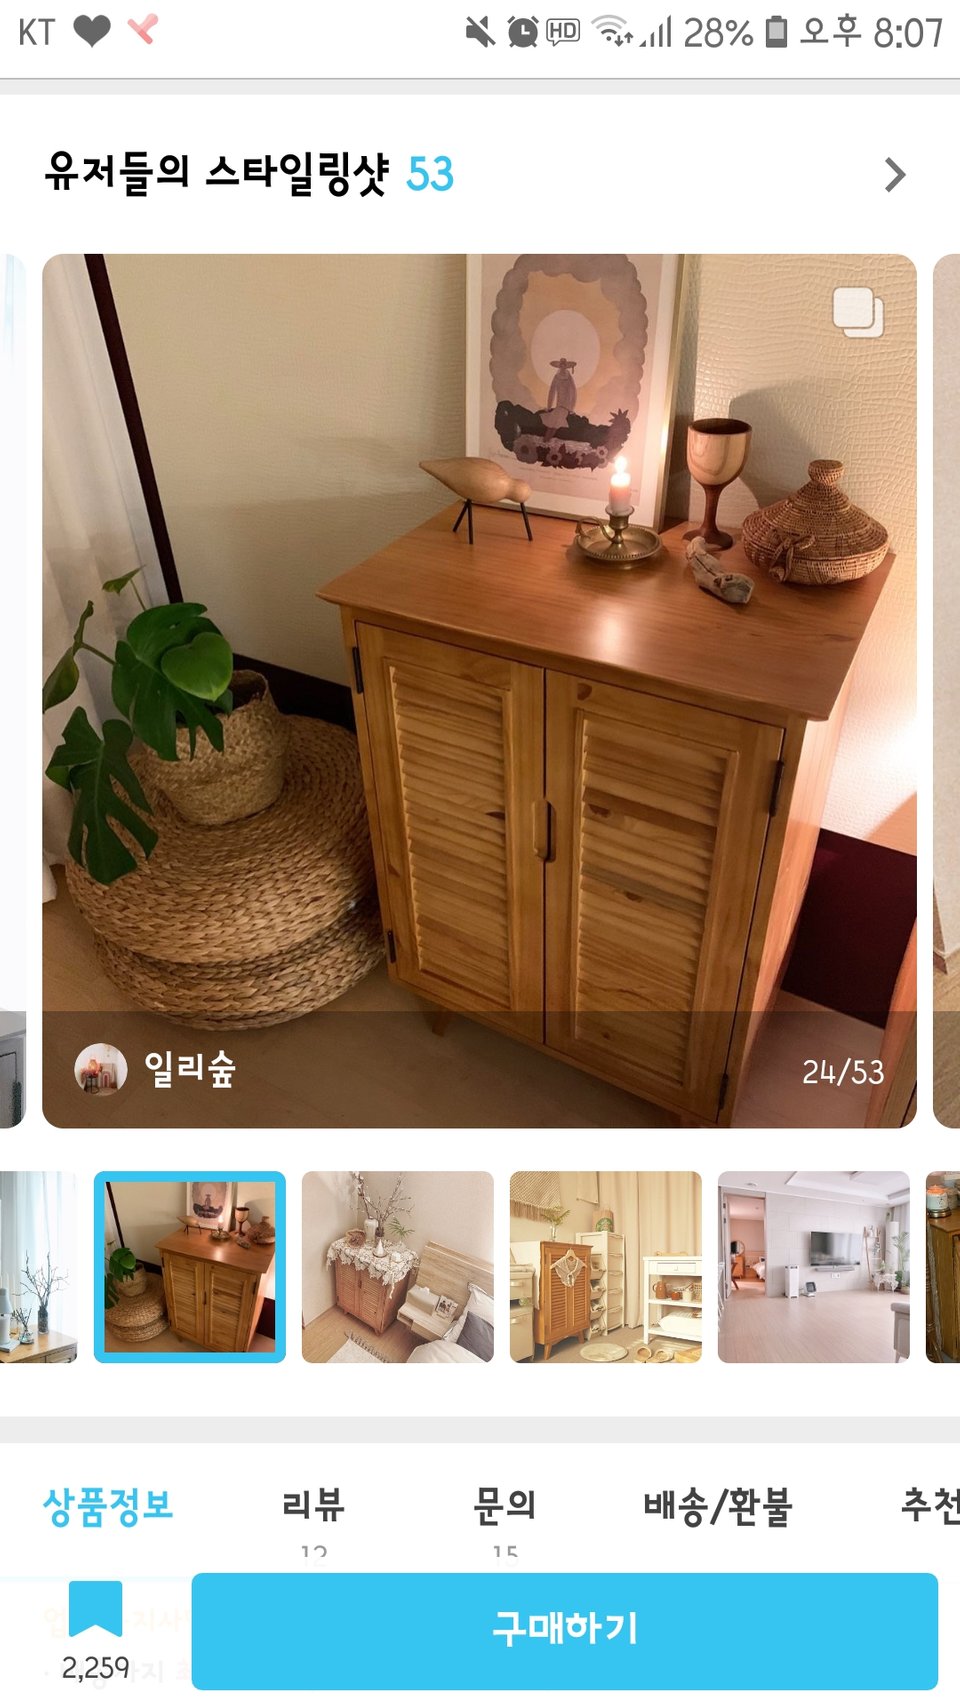 KT HD 28% 오후 8:07
유저들의 스타일링샷 53
일리숲 24/53
상품정보 리뷰 문의 배송/환불 추천
12 15
구매하기
2,259